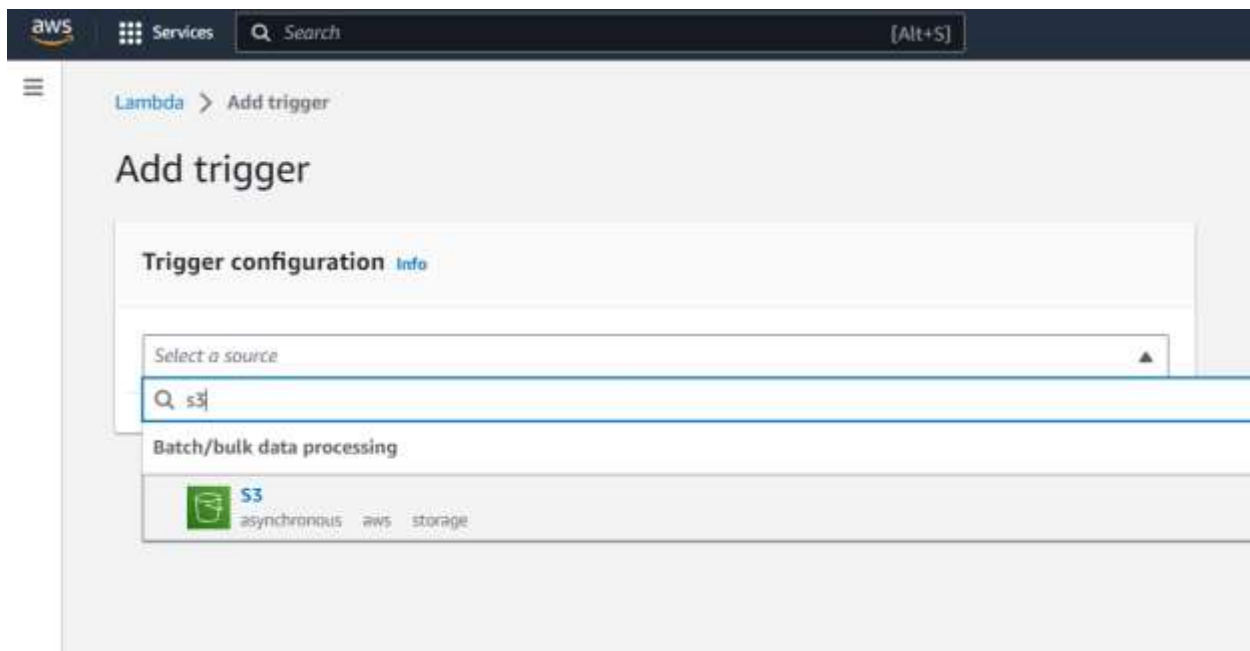 aws Services Search [Alt+S]
Lambda > Add trigger
Add trigger
Trigger configuration Info
Select a source
s3
Batch/bulk data processing
S3
asynchronous aws storage